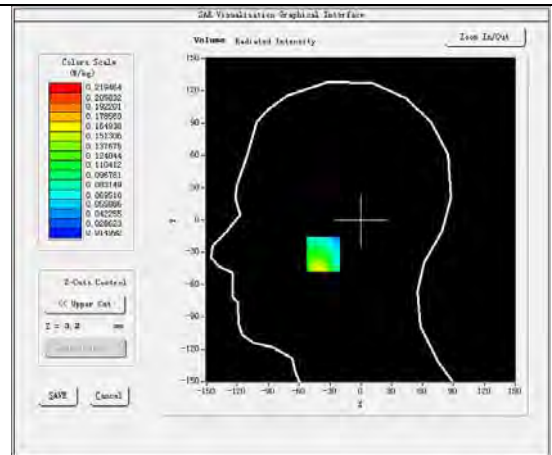 SAR Visualisation Graphical Interface
Volume Radiated Intensity
Zoom In/Out
Colors Scale
(W/kg)
0.219464
0.205832
0.192201
0.178569
0.164938
0.151306
0.137675
0.124044
0.110412
0.096781
0.083149
0.069518
0.055886
0.042255
0.028623
0.014992
150
120
90
60
30
0
-30
-60
-90
-120
-150
Y
-150 -120 -90 -60 -30 0 30 60 90 120 150
X
Z-Cuts Control
<< Upper Cut
Z = 3.2 mm
SAVE Cancel